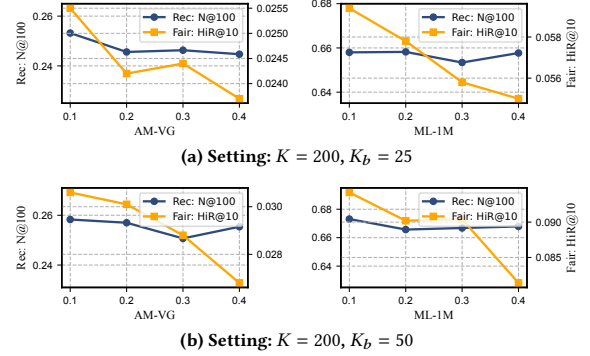 Rec: N@100
0.26
0.24
Rec: N@100
Fair: HiR@10
0.0255
0.0250
0.0245
0.0240
0.1 0.2 0.3 0.4
AM-VG
0.68
0.66
0.64
Rec: N@100
Fair: HiR@10
0.058
0.056
Fair: HiR@10
0.1 0.2 0.3 0.4
ML-1M
(a) Setting: K = 200, K_b = 25
Rec: N@100
0.26
0.24
Rec: N@100
Fair: HiR@10
0.030
0.028
0.1 0.2 0.3 0.4
AM-VG
0.68
0.66
0.64
Rec: N@100
Fair: HiR@10
0.090
0.085
Fair: HiR@10
0.1 0.2 0.3 0.4
ML-1M
(b) Setting: K = 200, K_b = 50